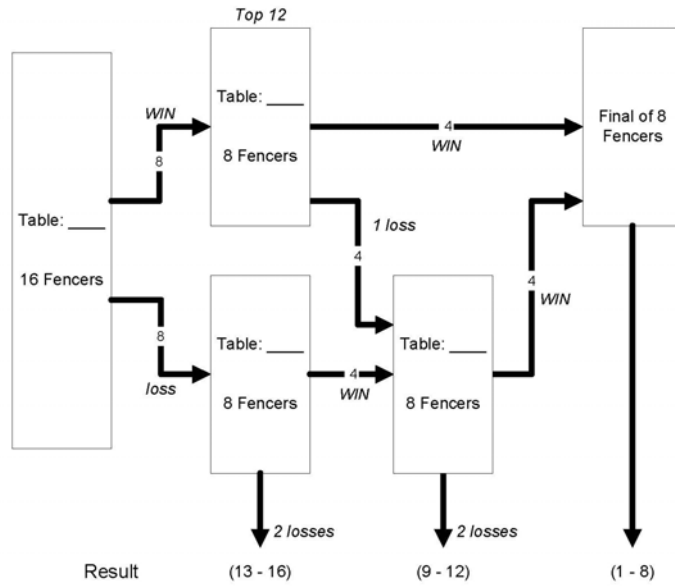 Top 12
Table: ____
16 Fencers
WIN
8
8
loss
Table: ____
8 Fencers
4
WIN
1 loss
4
Table: ____
8 Fencers
4
WIN
Table: ____
8 Fencers
4
WIN
Final of 8
Fencers
2 losses
2 losses
Result
(13 - 16)
(9 - 12)
(1 - 8)